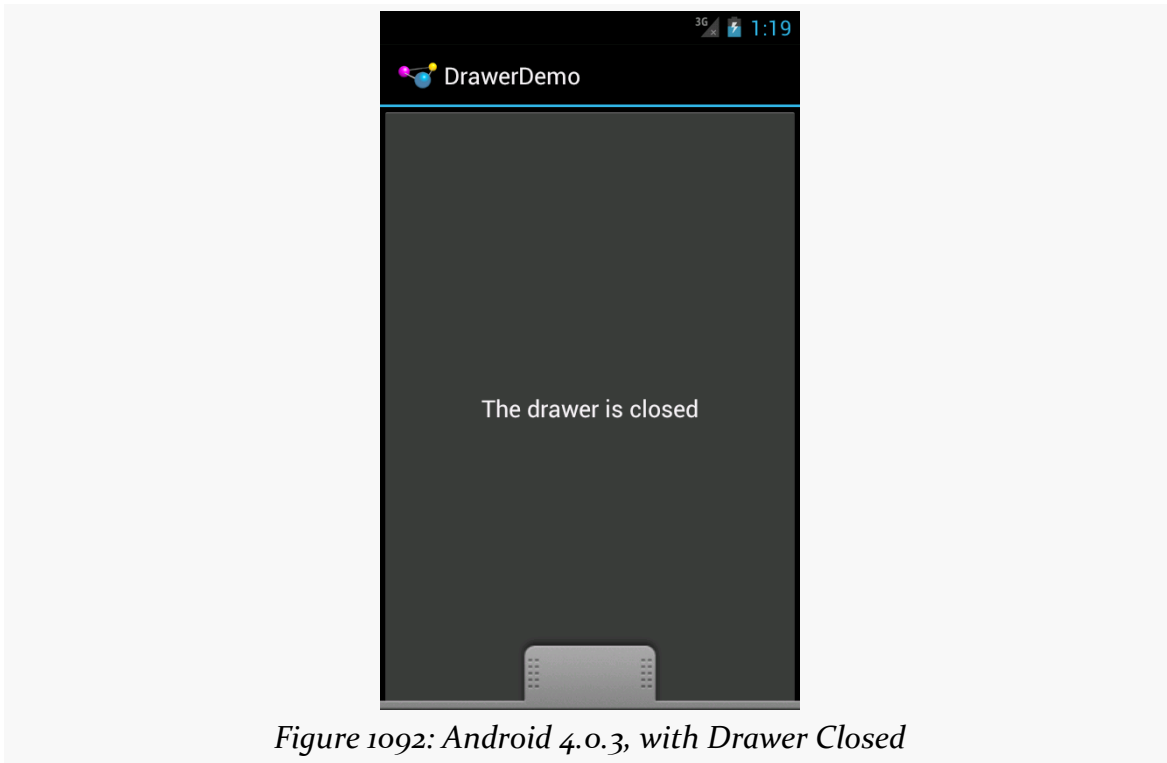 3G 1:19
DrawerDemo
The drawer is closed
Figure 1092: Android 4.0.3, with Drawer Closed